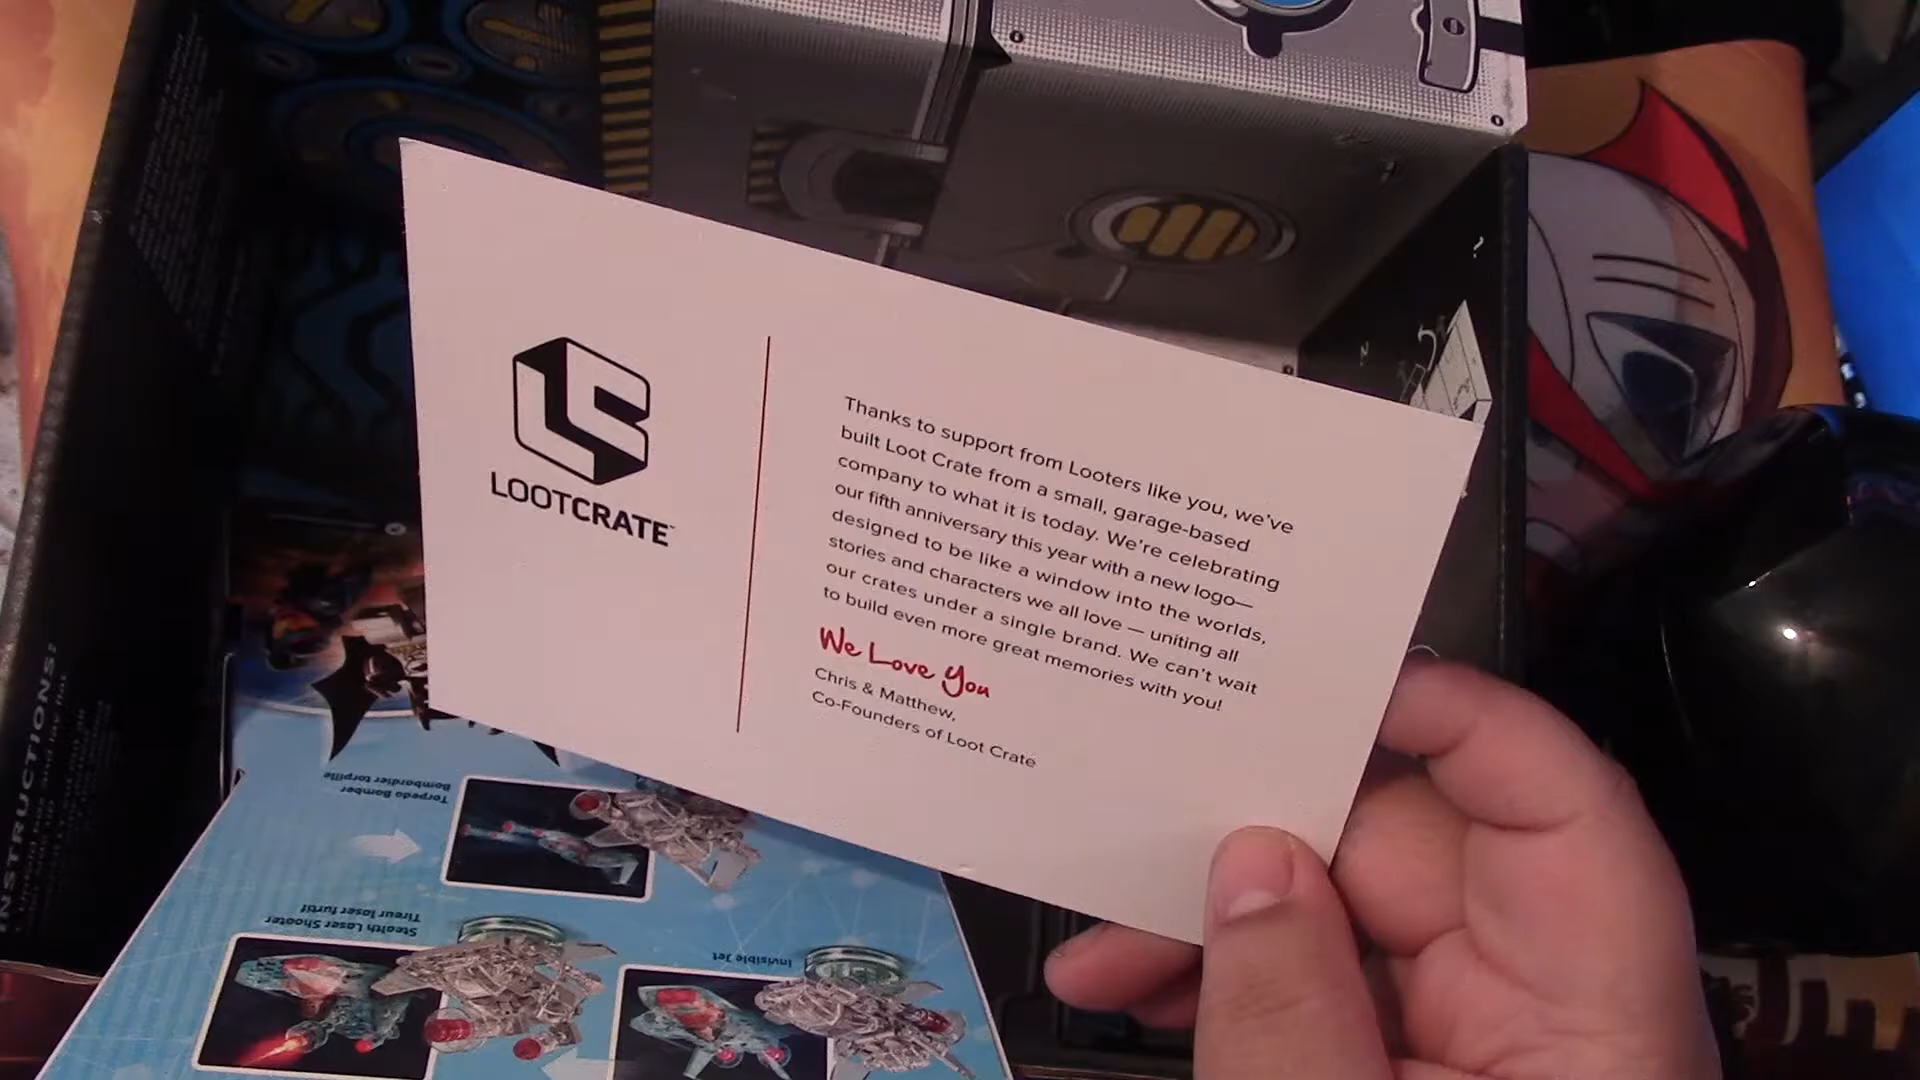 LOOTCRATE™
Thanks to support from Looters like you, we've
built Loot Crate from a small, garage-based
company to what it is today. We're celebrating
our fifth anniversary this year with a new logo—
designed to be like a window into the worlds,
stories and characters we all love — uniting all
our crates under a single brand. We can't wait
to build even more great memories with you!
We Love You
Chris & Matthew,
Co-Founders of Loot Crate
INSTRUCTIONS:
Torpedo Bomber
Bombardier torpille
Stealth Laser Shooter
Tireur laser furtif
Invisible Jet